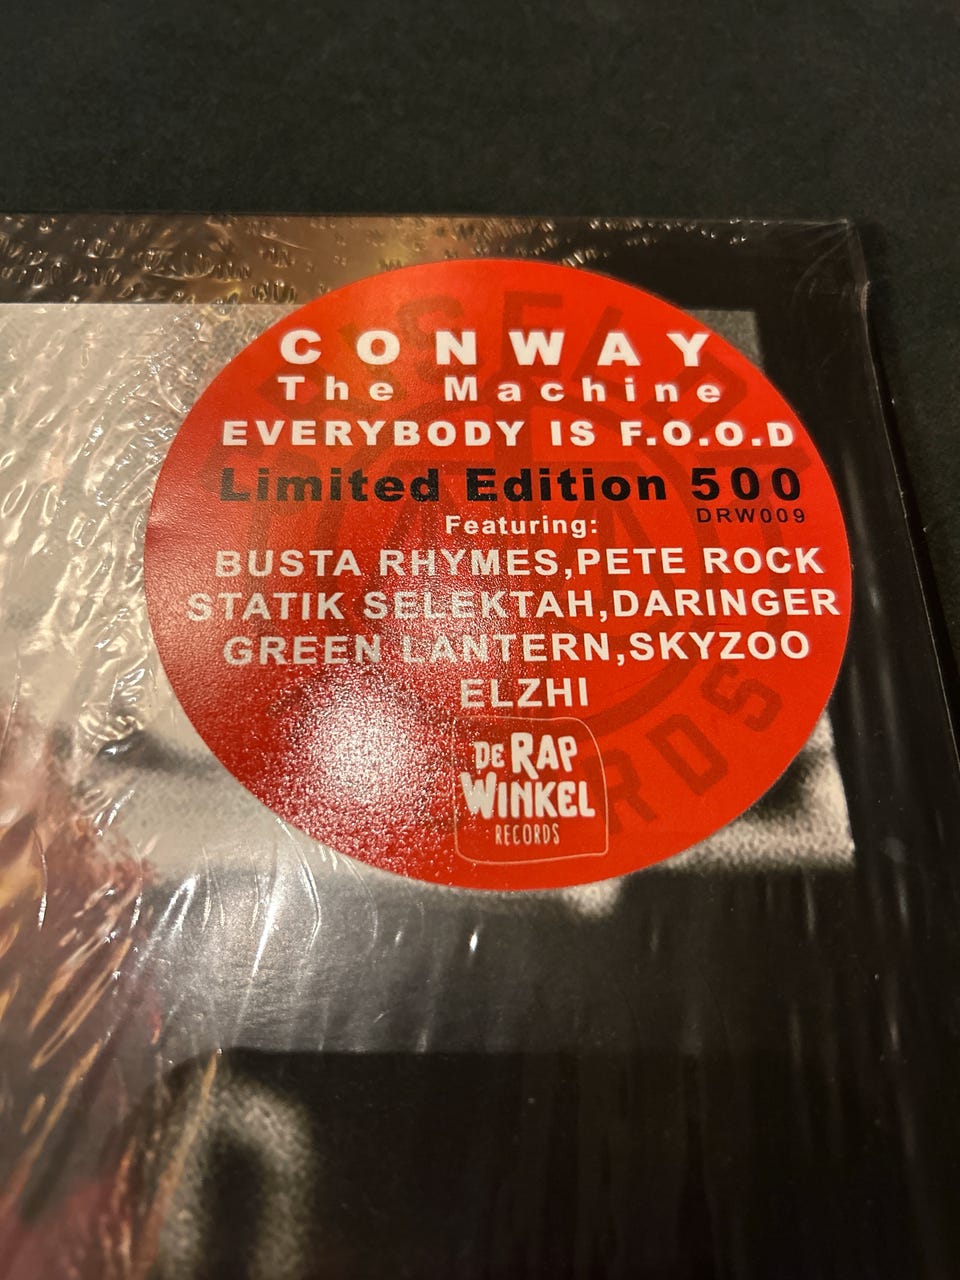 CONWAY
The Machine
EVERYBODY IS F.O.O.D
Limited Edition 500
DRW009
Featuring:
BUSTA RHYMES,PETE ROCK
STATIK SELEKTAH,DARINGER
GREEN LANTERN,SKYZOO
ELZHI
DE RAP
WINKEL
RECORDS